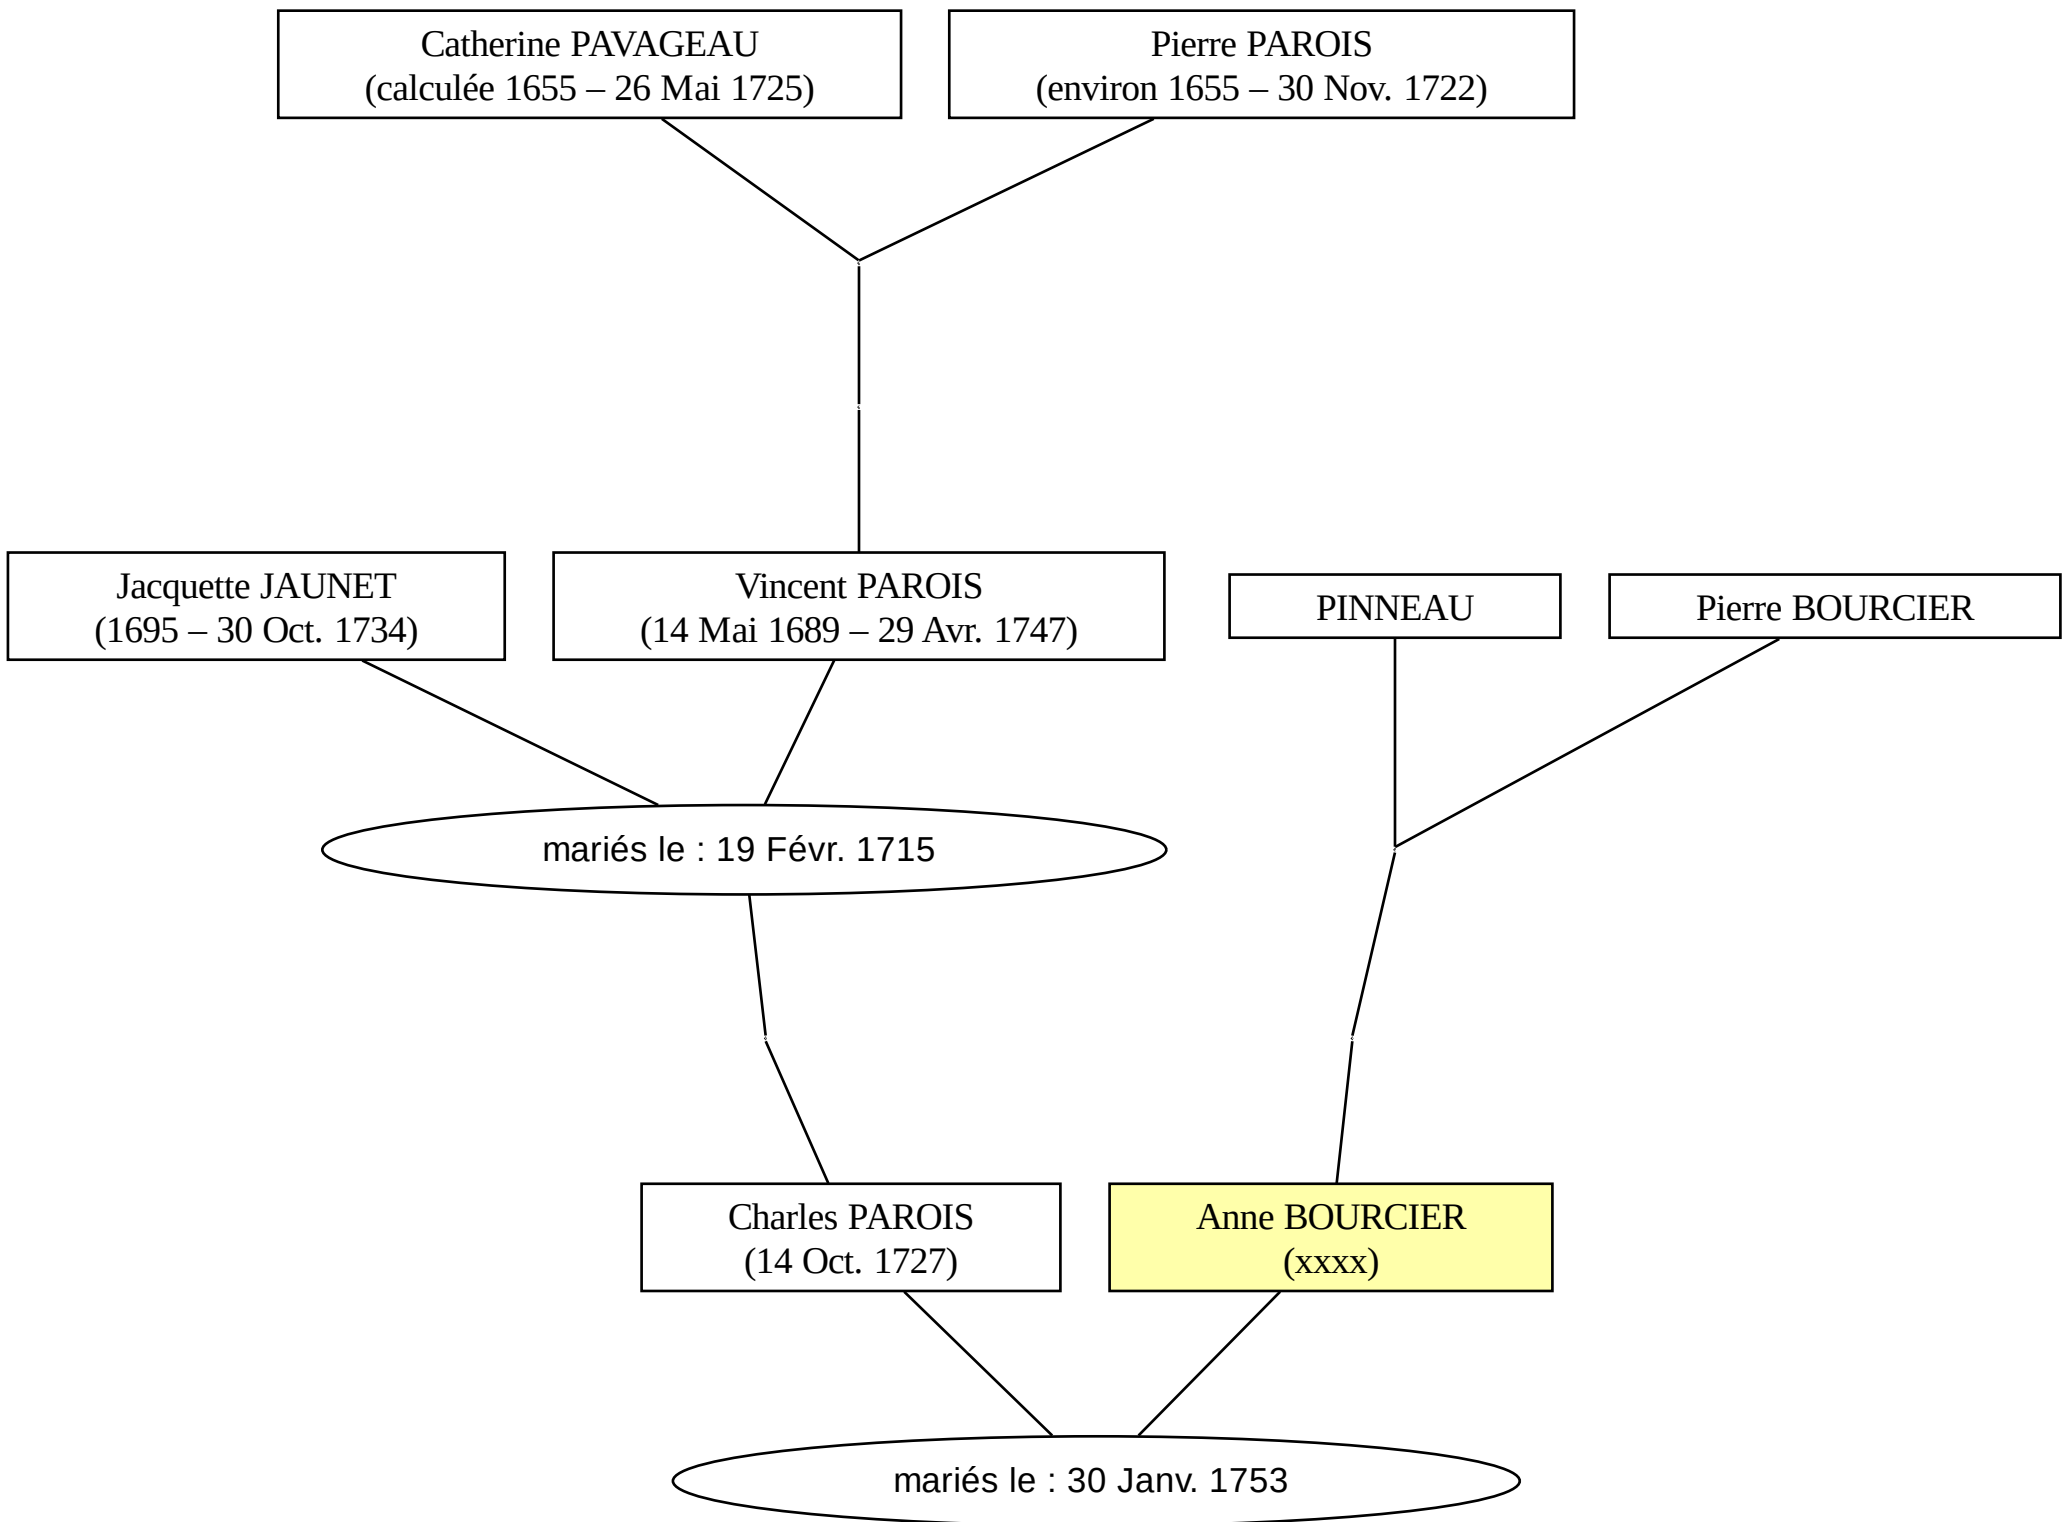 Catherine PAVAGEAU
(calculée 1655 – 26 Mai 1725)
Pierre PAROIS
(environ 1655 – 30 Nov. 1722)
Jacquette JAUNET
(1695 – 30 Oct. 1734)
Vincent PAROIS
(14 Mai 1689 – 29 Avr. 1747)
PINNEAU
Pierre BOURCIER
mariés le : 19 Févr. 1715
Charles PAROIS
(14 Oct. 1727)
Anne BOURCIER
(xxxx)
mariés le : 30 Janv. 1753